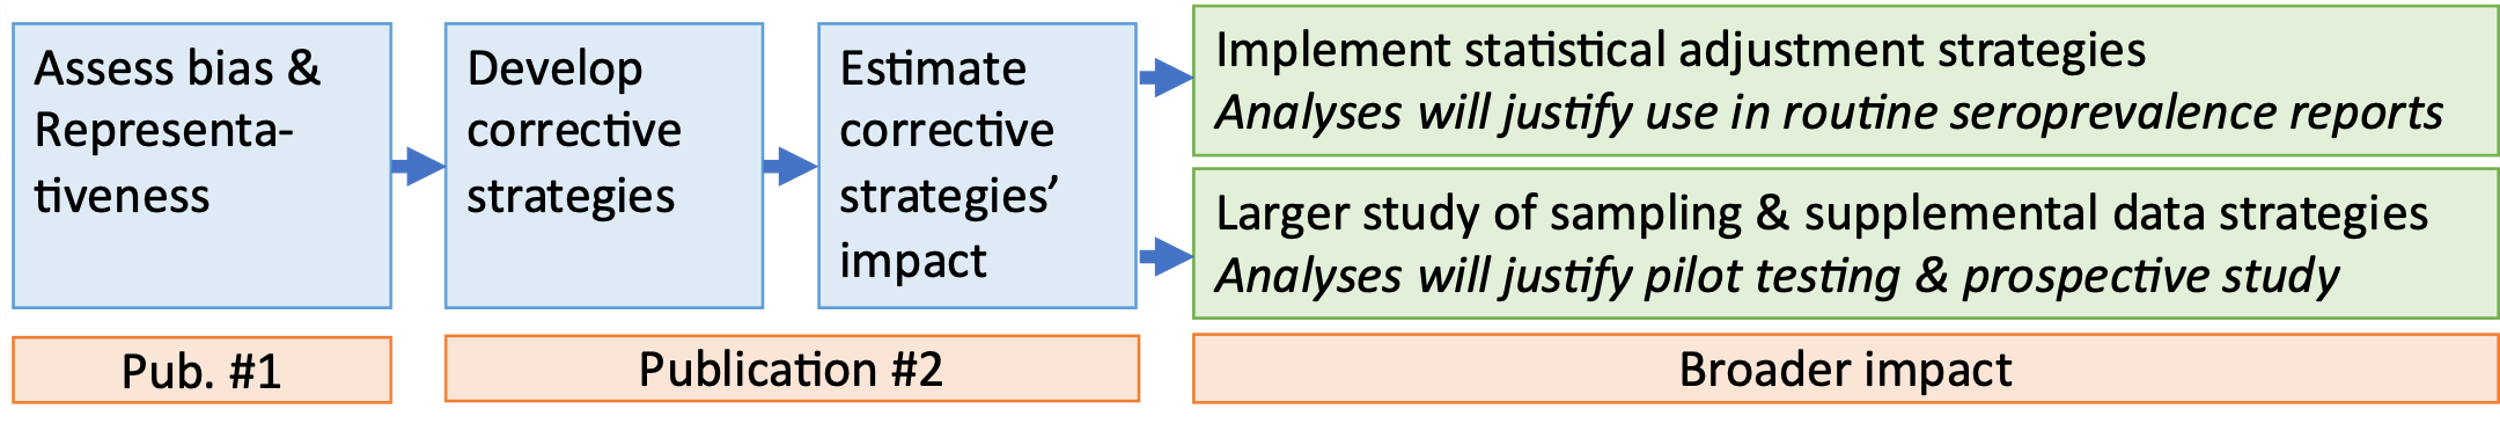 Assess bias &
Representa-
tiveness
Develop
corrective
strategies
Estimate
corrective
strategies’
impact
Implement statistical adjustment strategies
Analyses will justify use in routine seroprevalence reports
Larger study of sampling & supplemental data strategies
Analyses will justify pilot testing & prospective study
Pub. #1
Publication #2
Broader impact